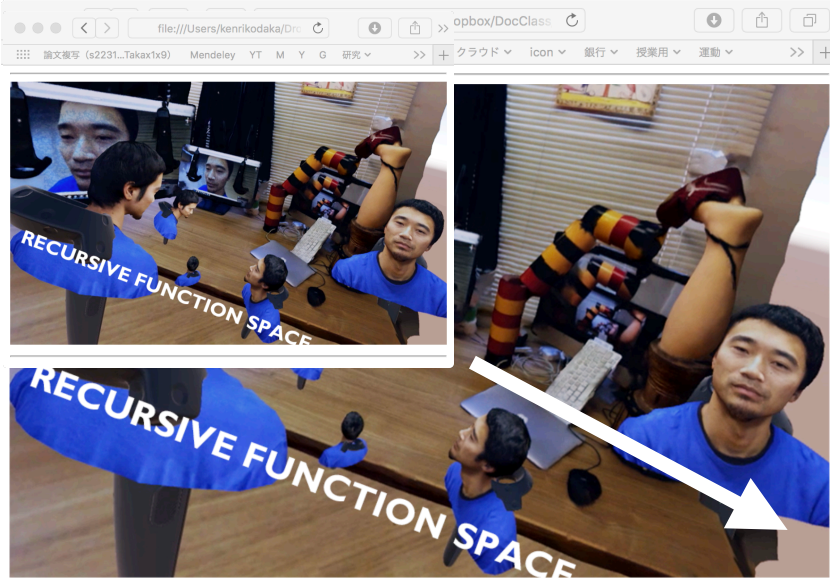 file:///Users/kenrikodaka/Dro
論文複写（s2231...Takax1x9） Mendeley YT M Y G 研究 >>
opbox/DocClass
クラウド icon 銀行 授業用 運動 >>
RECURSIVE FUNCTION SPACE
RECURSIVE FUNCTION SPACE